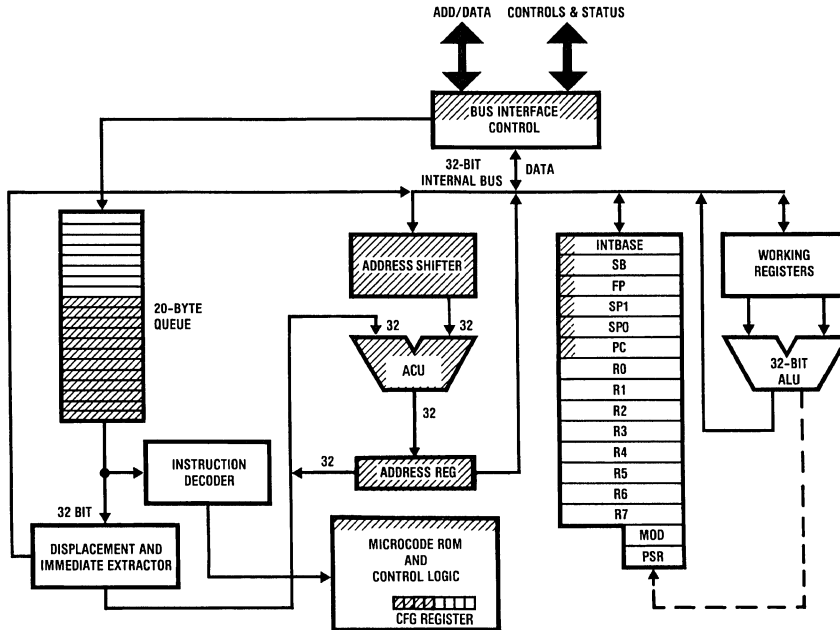 ADD/DATA
CONTROLS & STATUS
BUS INTERFACE
CONTROL
32-BIT
INTERNAL BUS
DATA
20-BYTE
QUEUE
ADDRESS SHIFTER
32
32
ACU
32
32
ADDRESS REG
INTBASE
SB
FP
SP1
SP0
PC
R0
R1
R2
R3
R4
R5
R6
R7
MOD
PSR
WORKING
REGISTERS
32-BIT
ALU
INSTRUCTION
DECODER
32 BIT
DISPLACEMENT AND
IMMEDIATE EXTRACTOR
MICROCODE ROM
AND
CONTROL LOGIC
CFG REGISTER